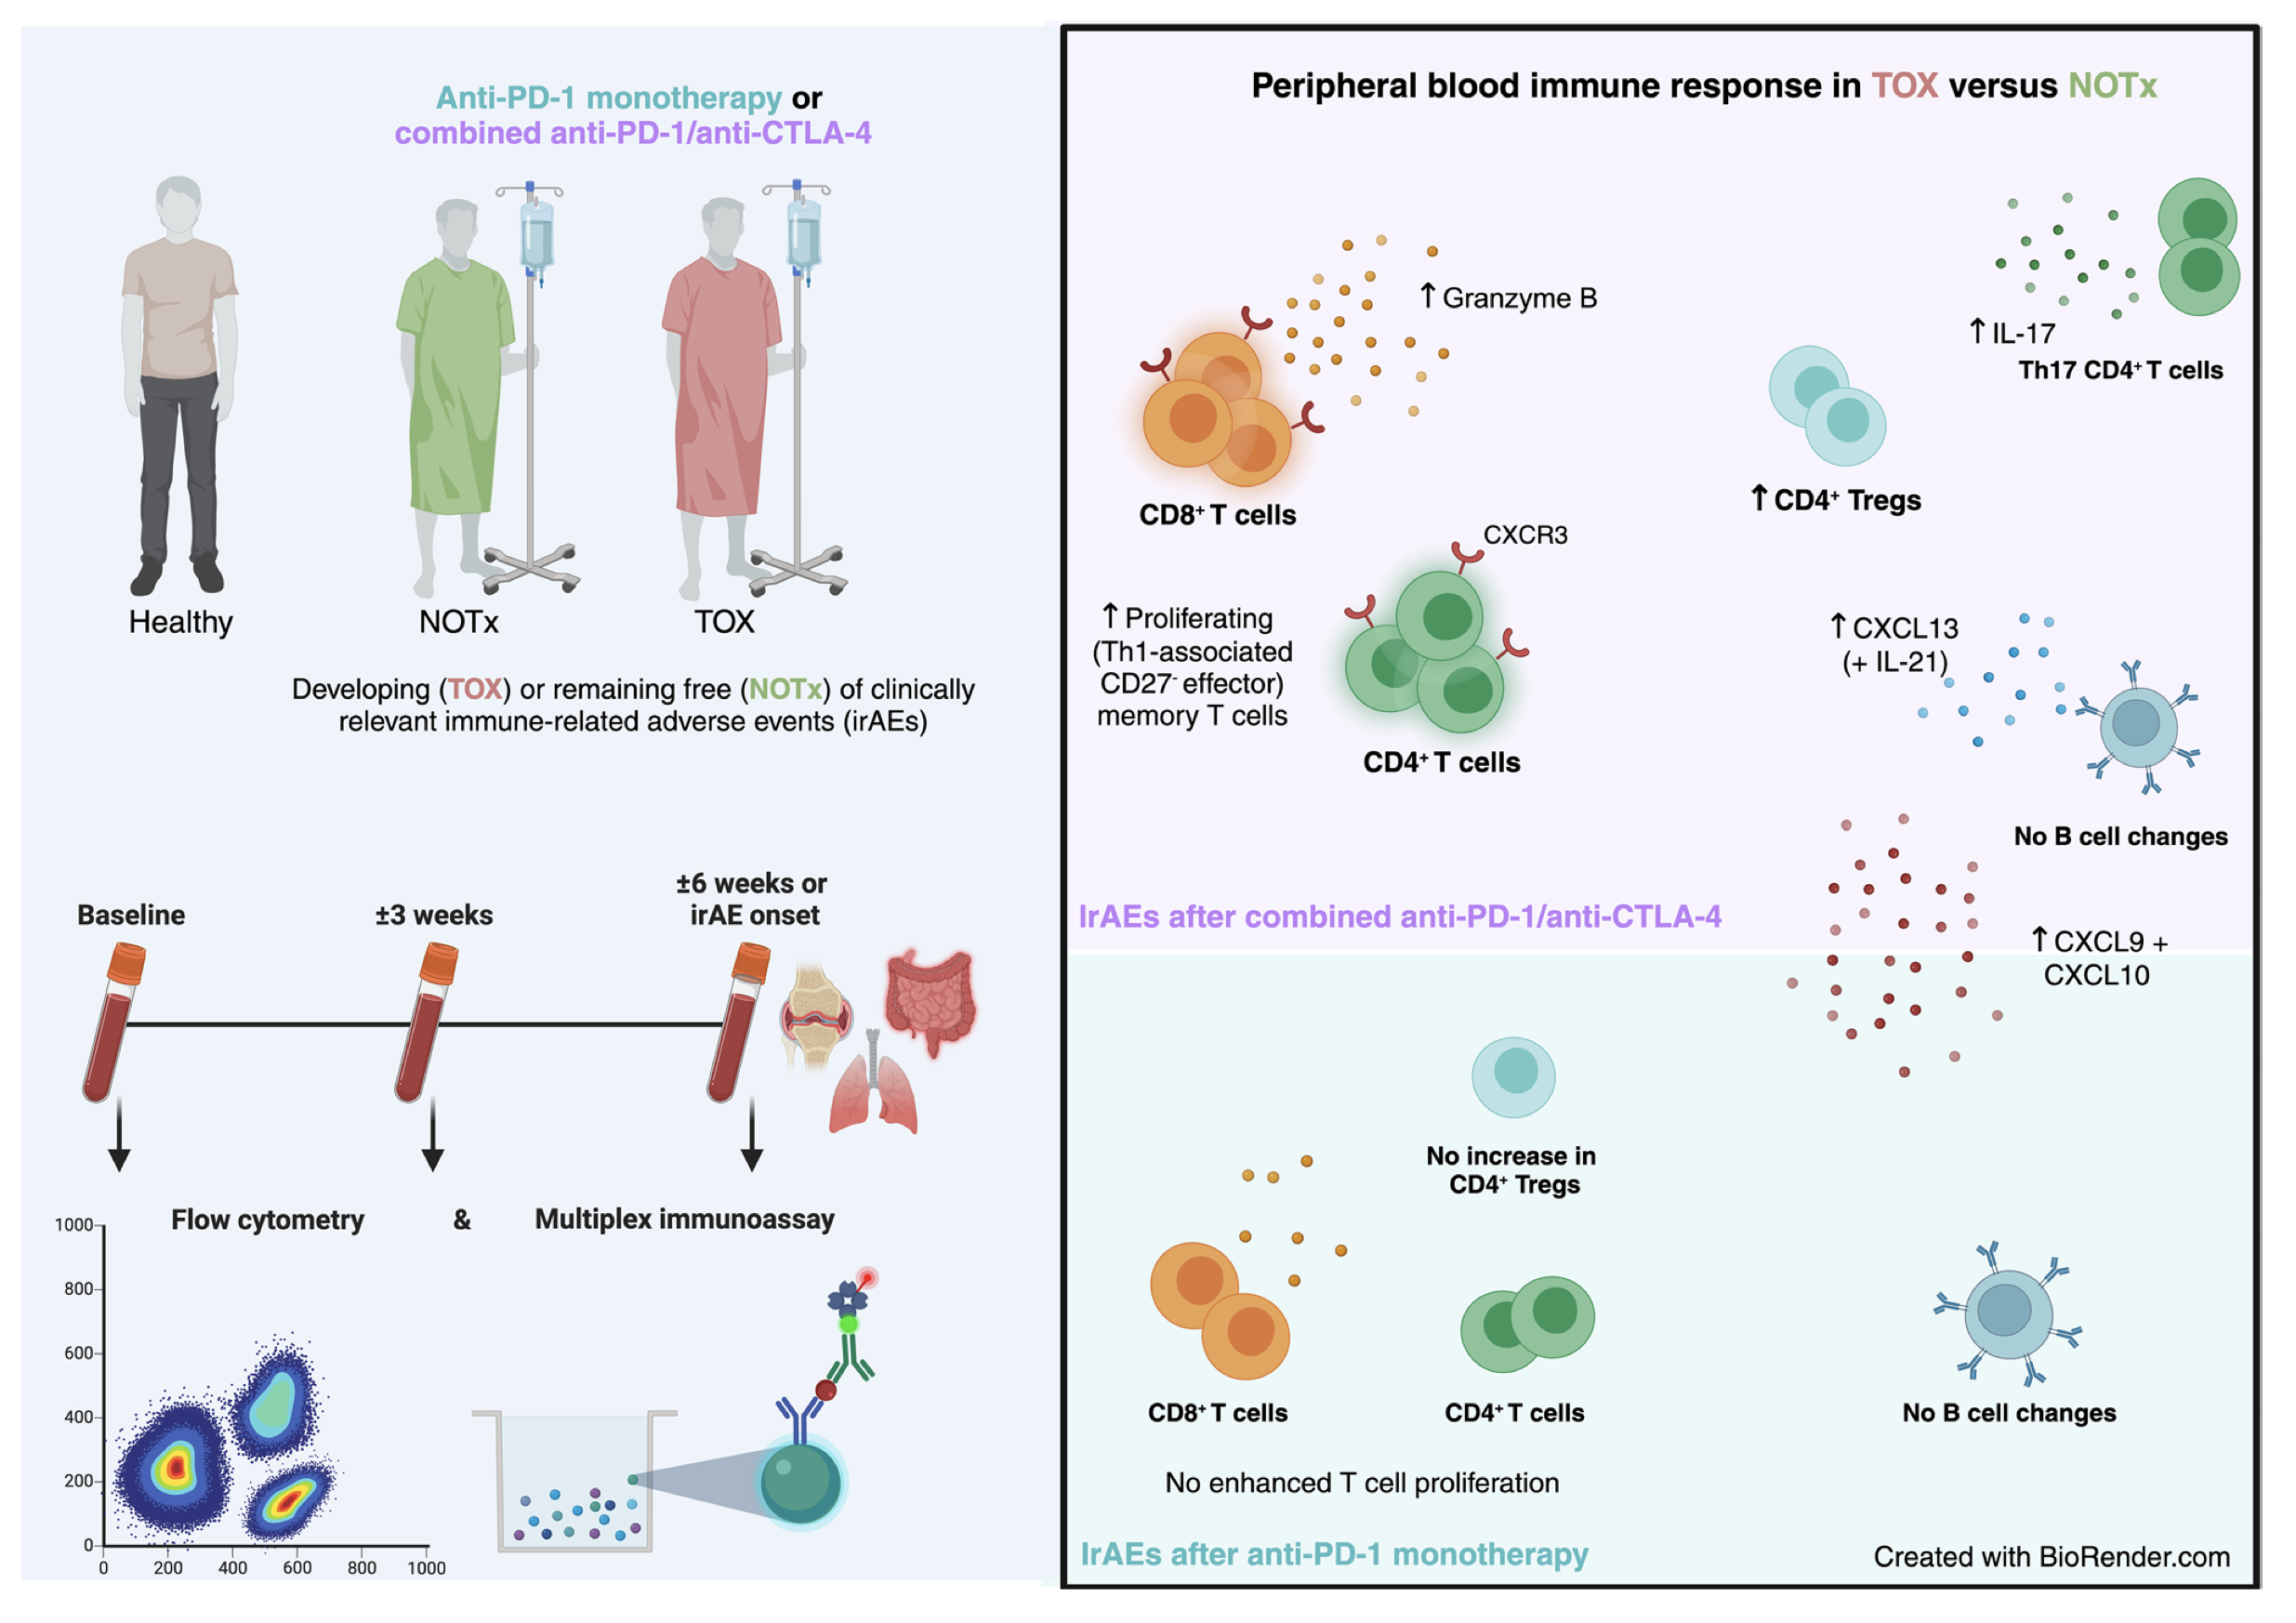 Anti-PD-1 monotherapy or
combined anti-PD-1/anti-CTLA-4
Healthy
NOTx
TOX
Developing (TOX) or remaining free (NOTx) of clinically
relevant immune-related adverse events (irAEs)
Baseline
±3 weeks
±6 weeks or
irAE onset
Flow cytometry
&
Multiplex immunoassay
1000
800
600
400
200
0
0
200
400
600
800
1000
Peripheral blood immune response in TOX versus NOTx
↑ Granzyme B
CD8⁺ T cells
↑ IL-17
Th17 CD4⁺ T cells
↑ CD4⁺ Tregs
CXCR3
↑ Proliferating
(Th1-associated
CD27⁻ effector)
memory T cells
CD4⁺ T cells
↑ CXCL13
(+ IL-21)
No B cell changes
IrAEs after combined anti-PD-1/anti-CTLA-4
↑ CXCL9 +
CXCL10
No increase in
CD4⁺ Tregs
CD8⁺ T cells
CD4⁺ T cells
No B cell changes
No enhanced T cell proliferation
IrAEs after anti-PD-1 monotherapy
Created with BioRender.com